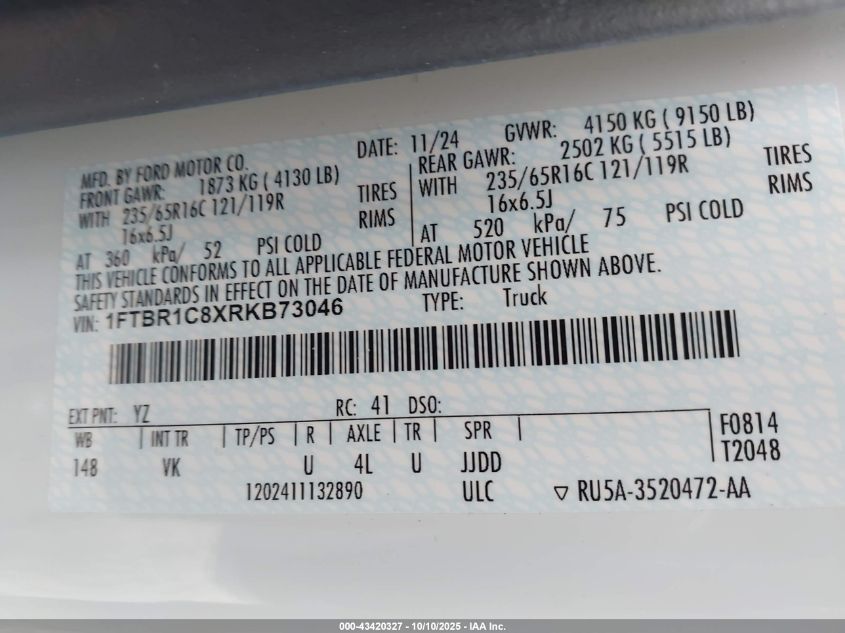 MFD. BY FORD MOTOR CO. DATE: 11/24 GVWR: 4150 KG ( 9150 LB)
FRONT GAWR: 1873 KG ( 4130 LB)
WITH 235/65R16C 121/119R TIRES
16x6.5J RIMS
AT 360 kPa/ 52 PSI COLD
REAR GAWR: 2502 KG ( 5515 LB)
WITH 235/65R16C 121/119R TIRES
16x6.5J RIMS
AT 520 kPa/ 75 PSI COLD
THIS VEHICLE CONFORMS TO ALL APPLICABLE FEDERAL MOTOR VEHICLE
SAFETY STANDARDS IN EFFECT ON THE DATE OF MANUFACTURE SHOWN ABOVE.
VIN: 1FTBR1C8XRKB73046 TYPE: Truck
EXT PNT: YZ RC: 41 DSO:
WB INT TR TP/PS R AXLE TR SPR F0814
148 VK U 4L U JJDD T2048
1202411132890 ULC ▽ RU5A-3520472-AA
000-43420327 - 10/10/2025 - IAA Inc.